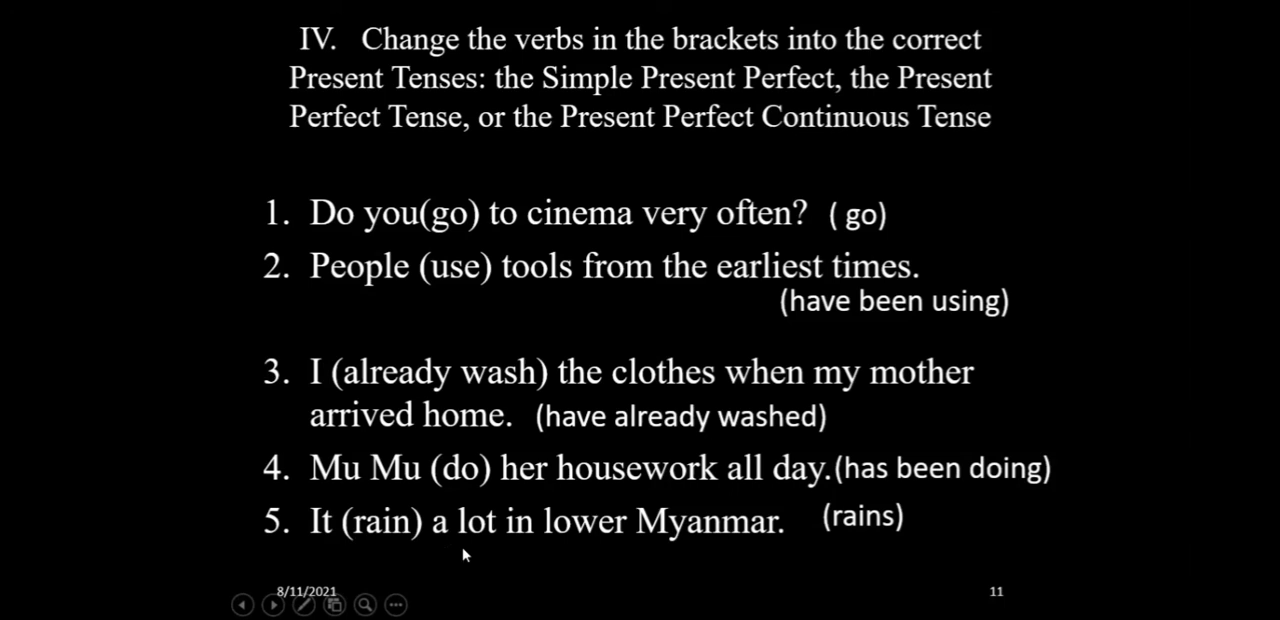 IV. Change the verbs in the brackets into the correct
Present Tenses: the Simple Present Perfect, the Present
Perfect Tense, or the Present Perfect Continuous Tense
1. Do you(go) to cinema very often? ( go)
2. People (use) tools from the earliest times.
(have been using)
3. I (already wash) the clothes when my mother
arrived home. (have already washed)
4. Mu Mu (do) her housework all day.(has been doing)
5. It (rain) a lot in lower Myanmar. (rains)
8/11/2021 11